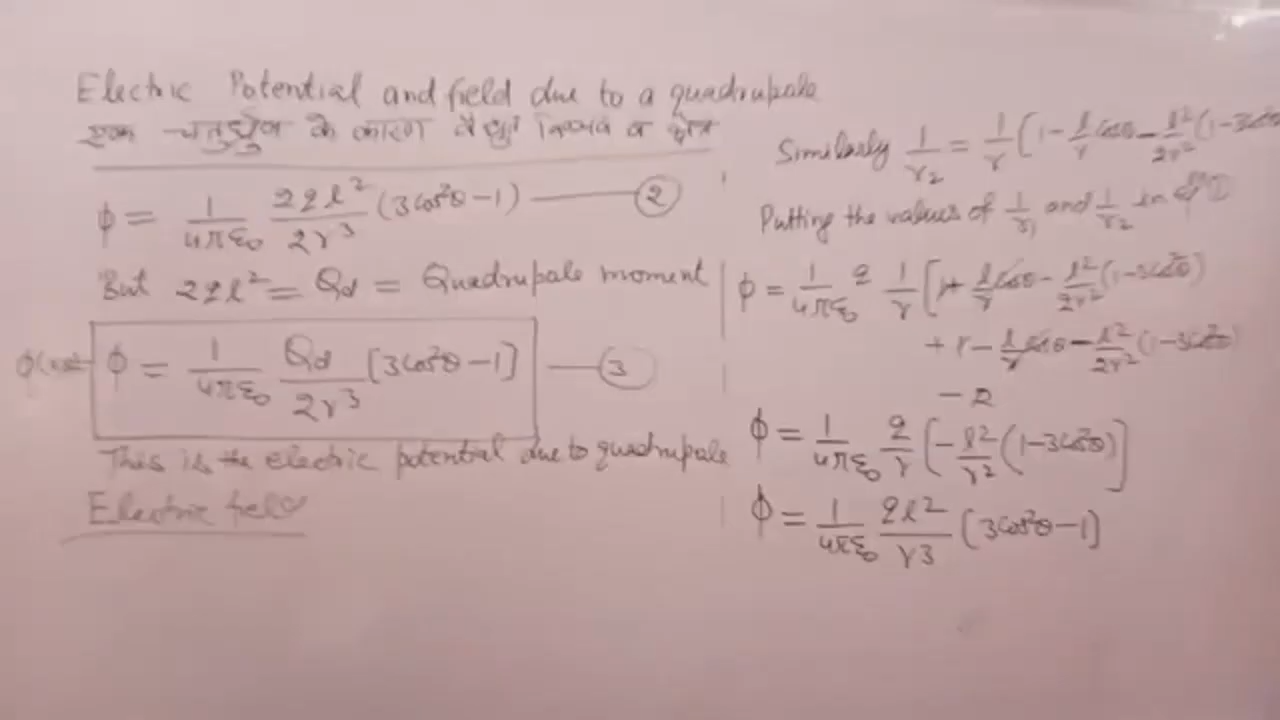 Electric Potential and field due to a quadrupole
एक चतुर्ध्रुव के कारण वैद्युत विभव व क्षेत्र
ϕ = 1/4πε₀ 2ql²/2r³ (3cos²θ − 1) —— (2)
But 2ql² = Qd = Quadrupole moment
ϕ = 1/4πε₀ Qd/2r³ [3cos²θ − 1] —— (3)
This is the electric potential due to quadrupole
Electric field
Similarly 1/r₂ = 1/r [1 − l/r cosθ − l²/2r² (1 − 3cos²θ
Putting the values of 1/r₁ and 1/r₂ in eqⁿ ①
ϕ = 1/4πε₀ q 1/r [1 + l/r cosθ − l²/2r² (1 − 3cos²θ)
+ 1 − l/r cosθ − l²/2r² (1 − 3cos²θ)
− 2
ϕ = 1/4πε₀ q/r [− l²/r² (1 − 3cos²θ)]
ϕ = 1/4πε₀ ql²/r³ [3cos²θ − 1]